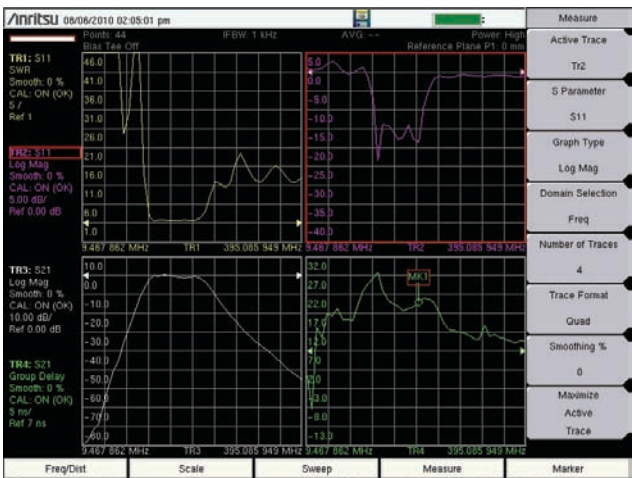 Anritsu 08/06/2010 02:05:01 pm
Points: 44 IFBW: 1 kHz AVG: -- Power: High
Bias Tee Off Reference Plane P1: 0 mm
TR1: S11
SWR
Smooth: 0 %
CAL: ON (OK)
5 /
Ref 1
TR2: S11
Log Mag
Smooth: 0 %
CAL: ON (OK)
5.00 dB/
Ref 0.00 dB
TR3: S21
Log Mag
Smooth: 0 %
CAL: ON (OK)
10.00 dB/
Ref 0.00 dB
TR4: S21
Group Delay
Smooth: 0 %
CAL: ON (OK)
5 ns/
Ref 7 ns
46.0
41.0
36.0
31.0
26.0
21.0
16.0
11.0
6.0
1.0
9.467 862 MHz TR1 395.085 949 MHz
5.0
0.0
-5.0
-10.0
-15.0
-20.0
-25.0
-30.0
-35.0
-40.0
9.467 862 MHz TR2 395.085 949 MHz
10.0
0.0
-10.0
-20.0
-30.0
-40.0
-50.0
-60.0
-70.0
-80.0
9.467 862 MHz TR3 395.085 949 MHz
32.0
27.0
22.0
17.0
12.0
7.0
2.0
-3.0
-8.0
-13.0
MK1
9.467 862 MHz TR4 395.085 949 MHz
Measure
Active Trace
Tr2
S Parameter
S11
Graph Type
Log Mag
Domain Selection
Freq
Number of Traces
4
Trace Format
Quad
Smoothing %
0
Maximize
Active
Trace
Freq/Dist Scale Sweep Measure Marker